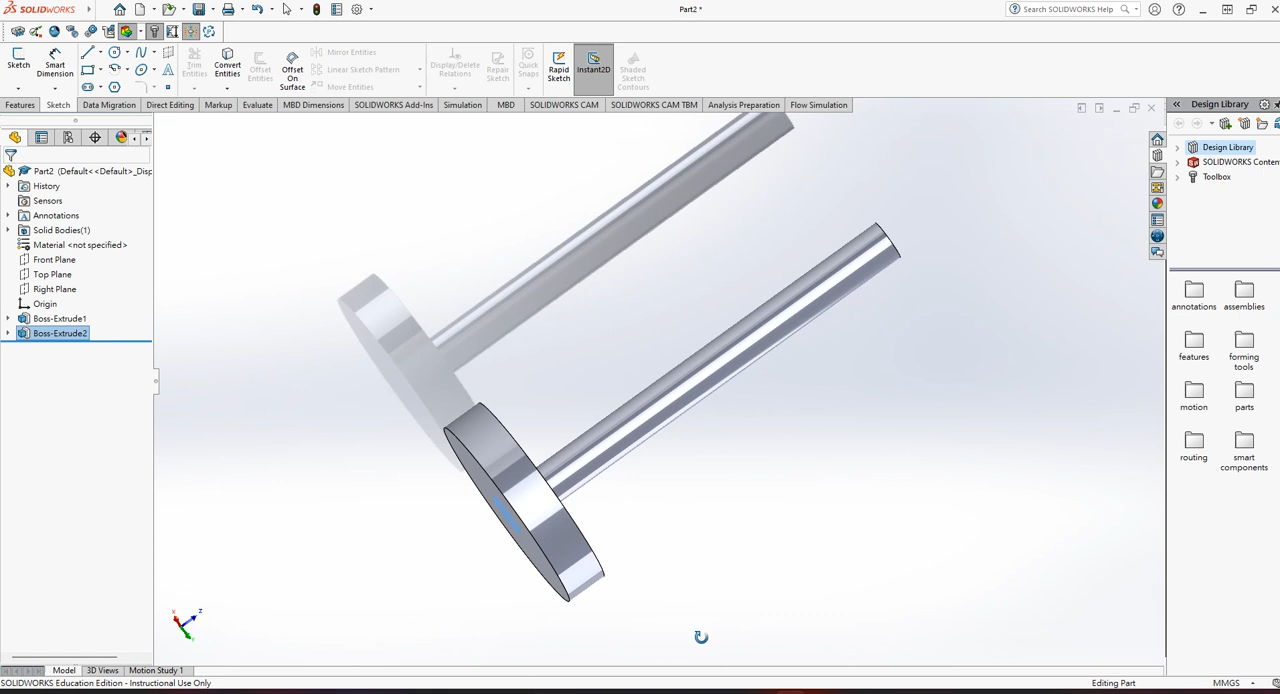 SOLIDWORKS
Part2 *
Search SOLIDWORKS Help
Sketch
Smart
Dimension
Trim
Entities
Convert
Entities
Offset
Entities
Offset
On
Surface
Mirror Entities
Linear Sketch Pattern
Move Entities
Display/Delete
Relations
Repair
Sketch
Quick
Snaps
Rapid
Sketch
Instant2D
Shaded
Sketch
Contours
Features
Sketch
Data Migration
Direct Editing
Markup
Evaluate
MBD Dimensions
SOLIDWORKS Add-Ins
Simulation
MBD
SOLIDWORKS CAM
SOLIDWORKS CAM TBM
Analysis Preparation
Flow Simulation
Design Library
Part2 (Default<<Default>_Disp
History
Sensors
Annotations
Solid Bodies(1)
Material <not specified>
Front Plane
Top Plane
Right Plane
Origin
Boss-Extrude1
Boss-Extrude2
Design Library
SOLIDWORKS Conten
Toolbox
annotations
assemblies
features
forming
tools
motion
parts
routing
smart
components
X
Z
Y
Model
3D Views
Motion Study 1
SOLIDWORKS Education Edition - Instructional Use Only
Editing Part
MMGS